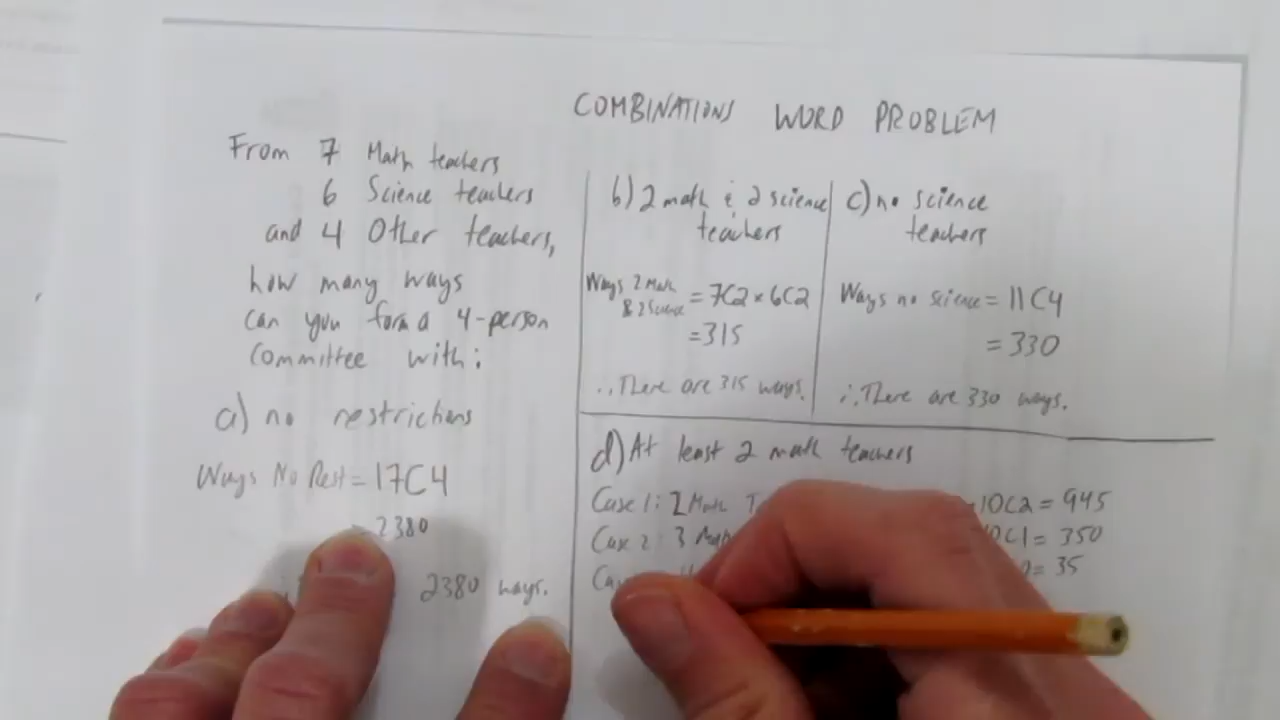 COMBINATIONS WORD PROBLEM
From 7 Math teachers
6 Science teachers
and 4 Other teachers,
how many ways
can you form a 4-person
committee with:
a) no restrictions
Ways No Rest = 17C4
= 2380
2380 ways.
b) 2 math & 2 science
teachers
Ways 2 Math
& 2 Science = 7C2 × 6C2
= 315
∴ There are 315 ways.
c) no science
teachers
Ways no science = 11C4
= 330
∴ There are 330 ways.
d) At least 2 math teachers
Case 1: 2 Math 10C2 = 945
Case 2: 3 Math 10C1 = 350
= 35